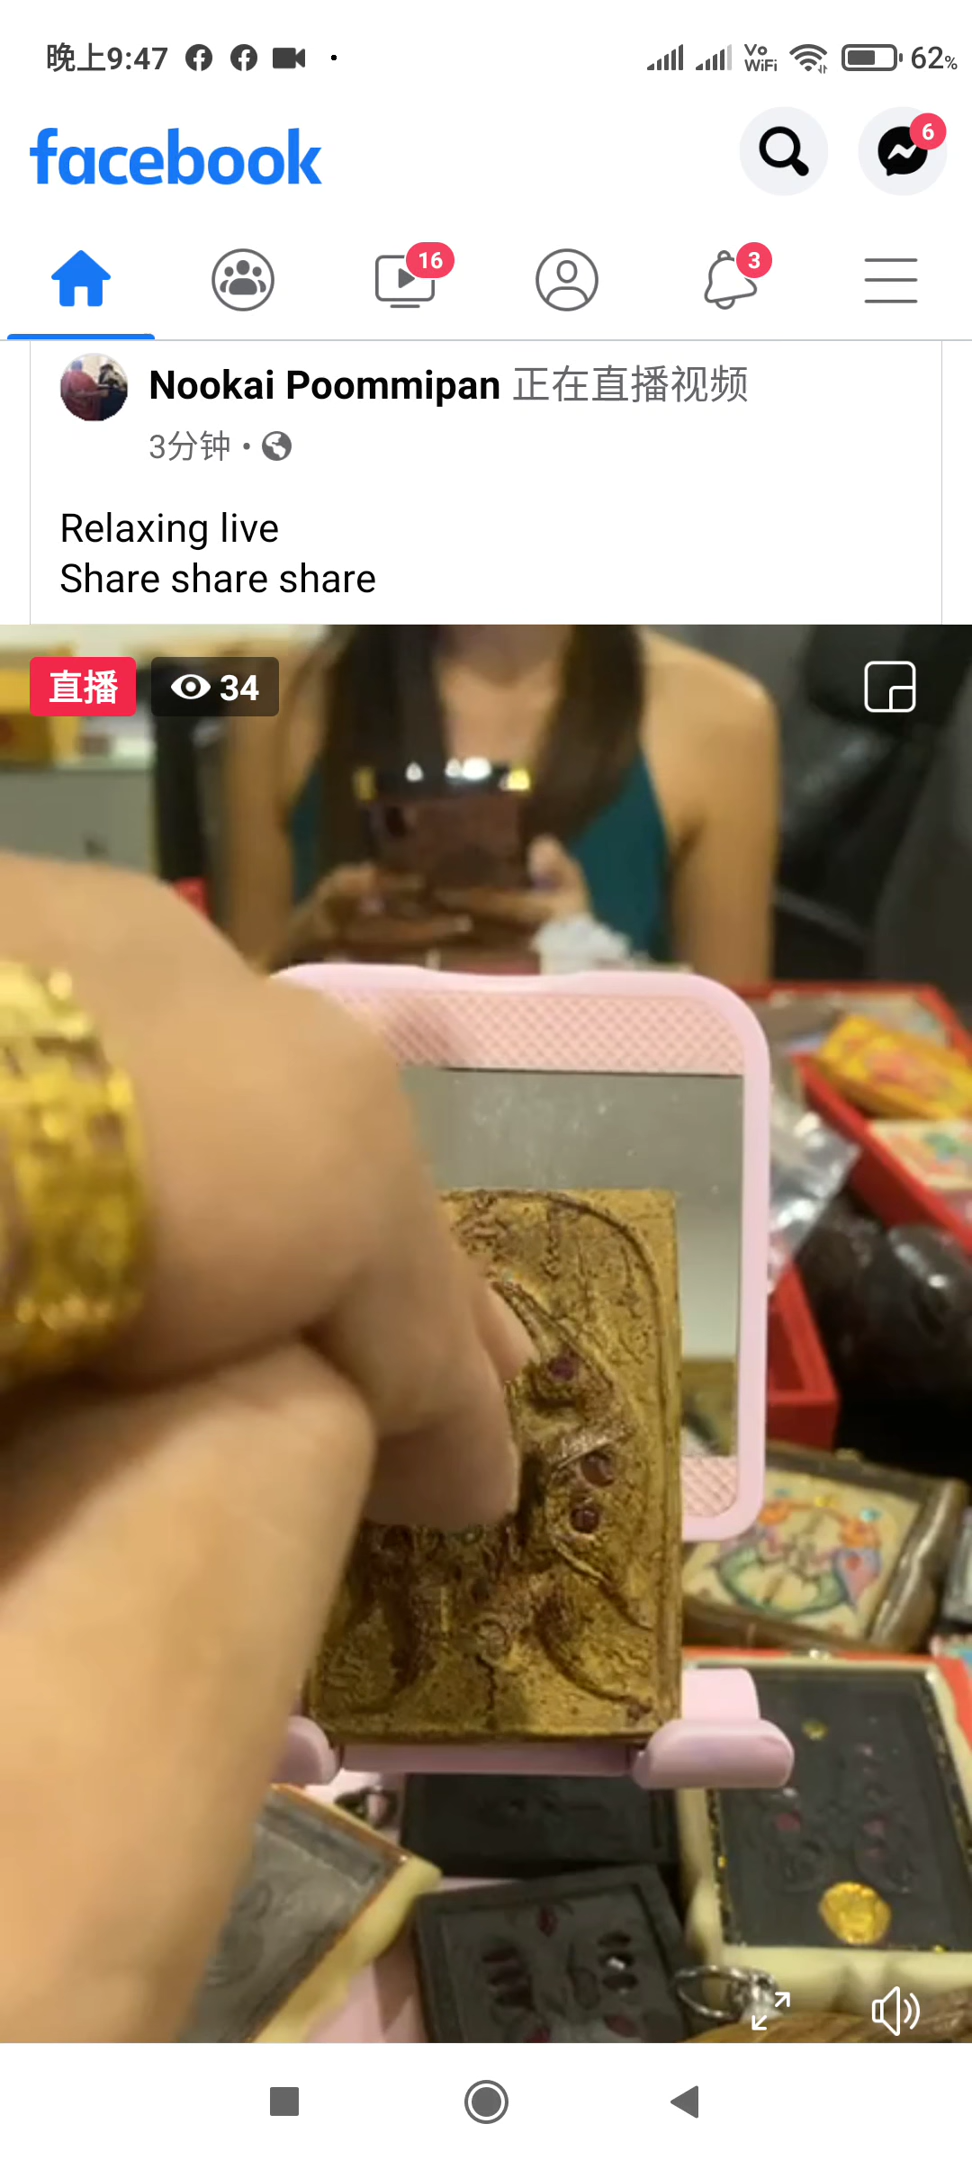 晚上9:47
Vo
WiFi
62%
facebook
6
16
3
Nookai Poommipan 正在直播视频
3分钟 •
Relaxing live
Share share share
直播 34